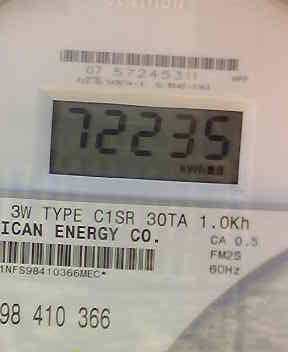 07 57245311
72235
kWh
3W TYPE C1SR 30TA 1.0Kh
ICAN ENERGY CO.
CA 0.5
FM2S
60Hz
1NFS98410366MEC*
98 410 366